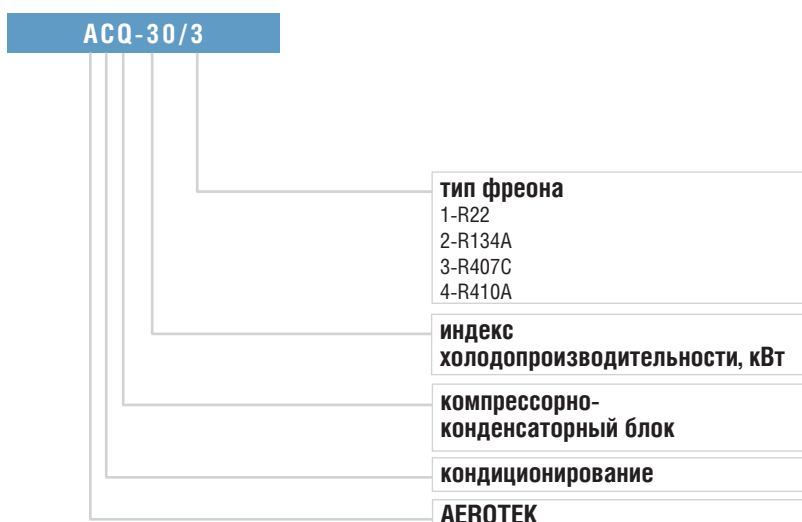 ACQ-30/3
тип фреона
1-R22
2-R134A
3-R407C
4-R410A
индекс
холодопроизводительности, кВт
компрессорно-
конденсаторный блок
кондиционирование
AEROTEK